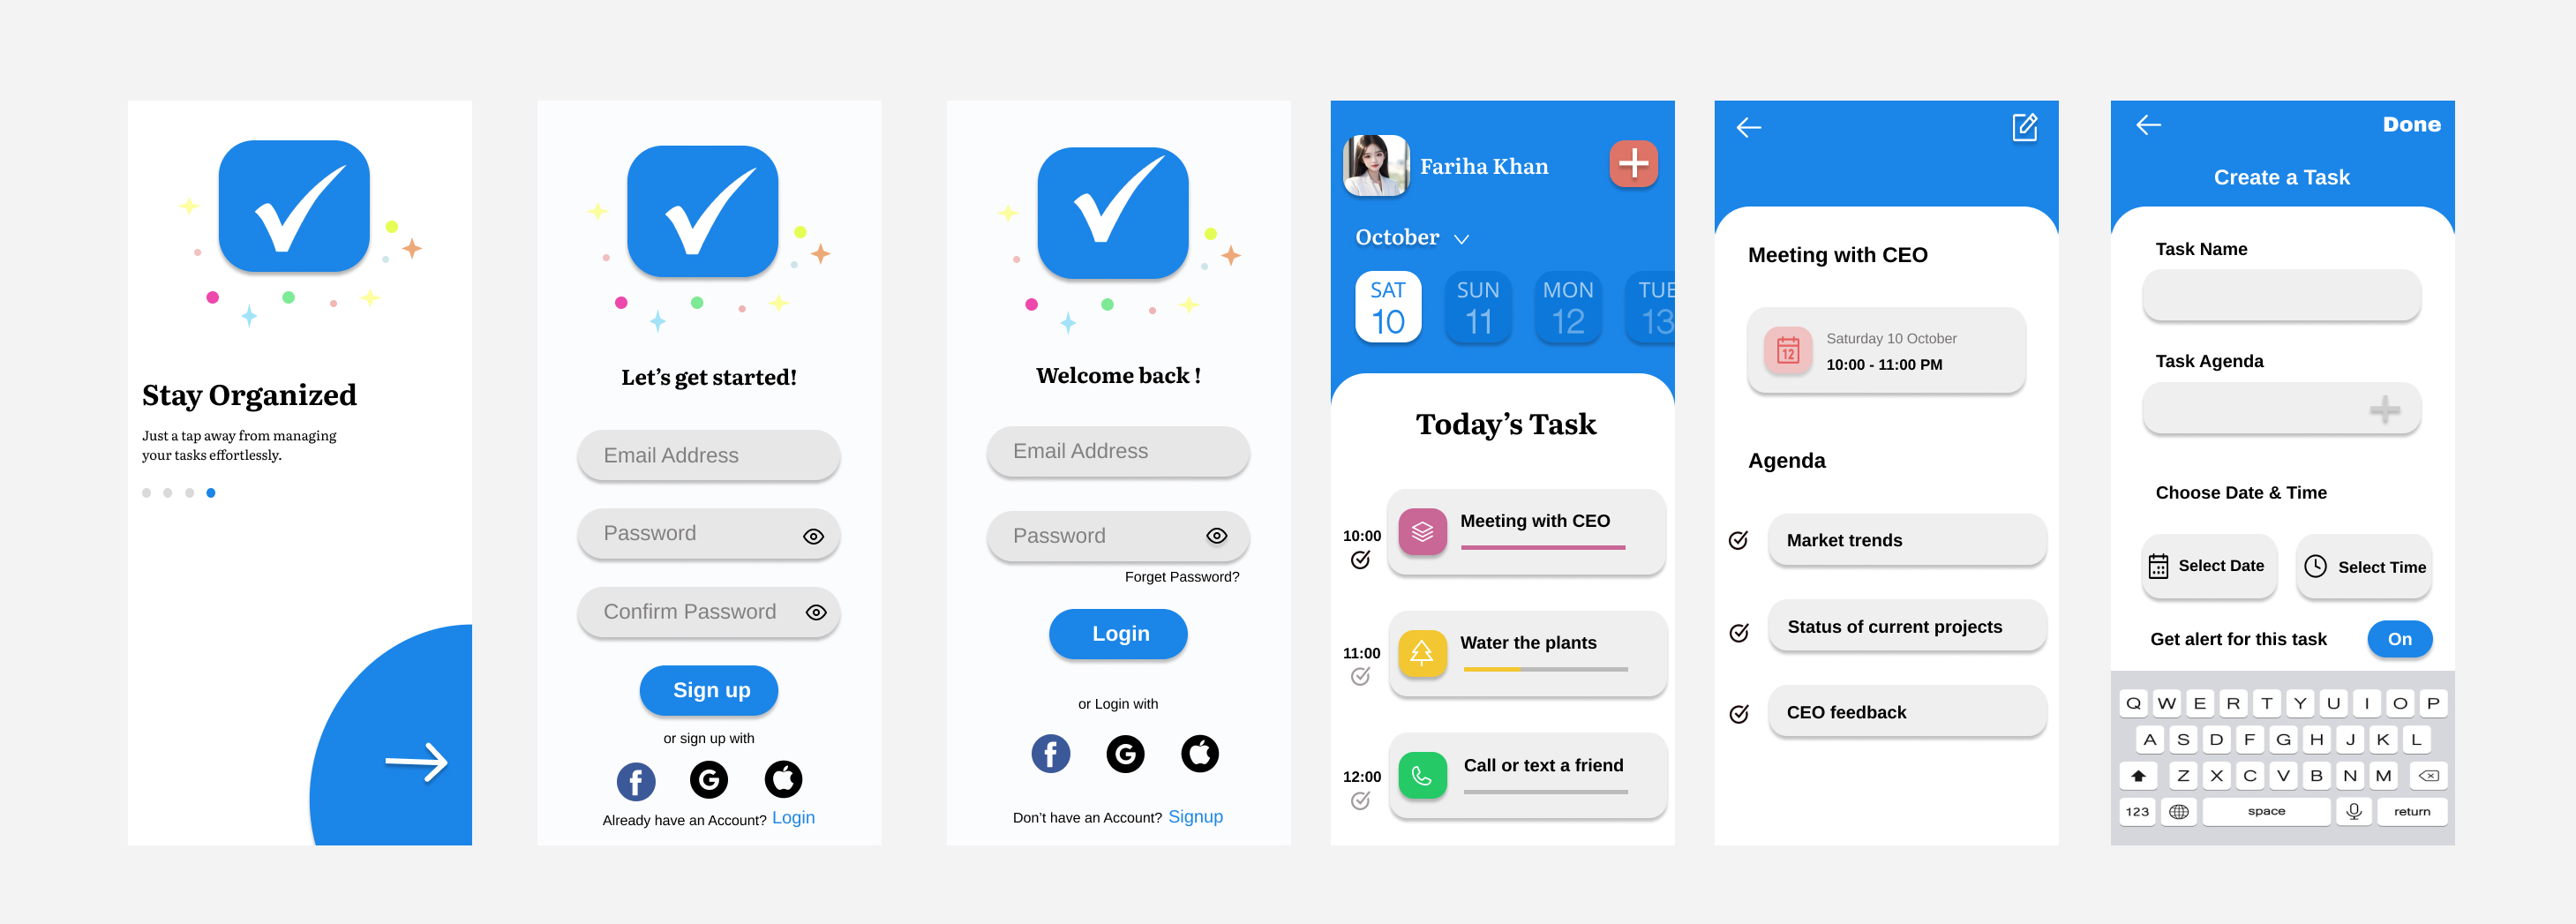 Stay Organized
Just a tap away from managing
your tasks effortlessly.
Let's get started!
Email Address
Password
Confirm Password
Sign up
or sign up with
f G
Already have an Account? Login
Welcome back !
Email Address
Password
Forget Password?
Login
or Login with
f G
Don't have an Account? Signup
Fariha Khan
October
SAT SUN MON TUE
10 11 12 13
Today's Task
10:00 Meeting with CEO
11:00 Water the plants
12:00 Call or text a friend
Meeting with CEO
12
Saturday 10 October
10:00 - 11:00 PM
Agenda
Market trends
Status of current projects
CEO feedback
Done
Create a Task
Task Name
Task Agenda
Choose Date & Time
Select Date Select Time
Get alert for this task On
Q W E R T Y U I O P
A S D F G H J K L
Z X C V B N M
123 space return